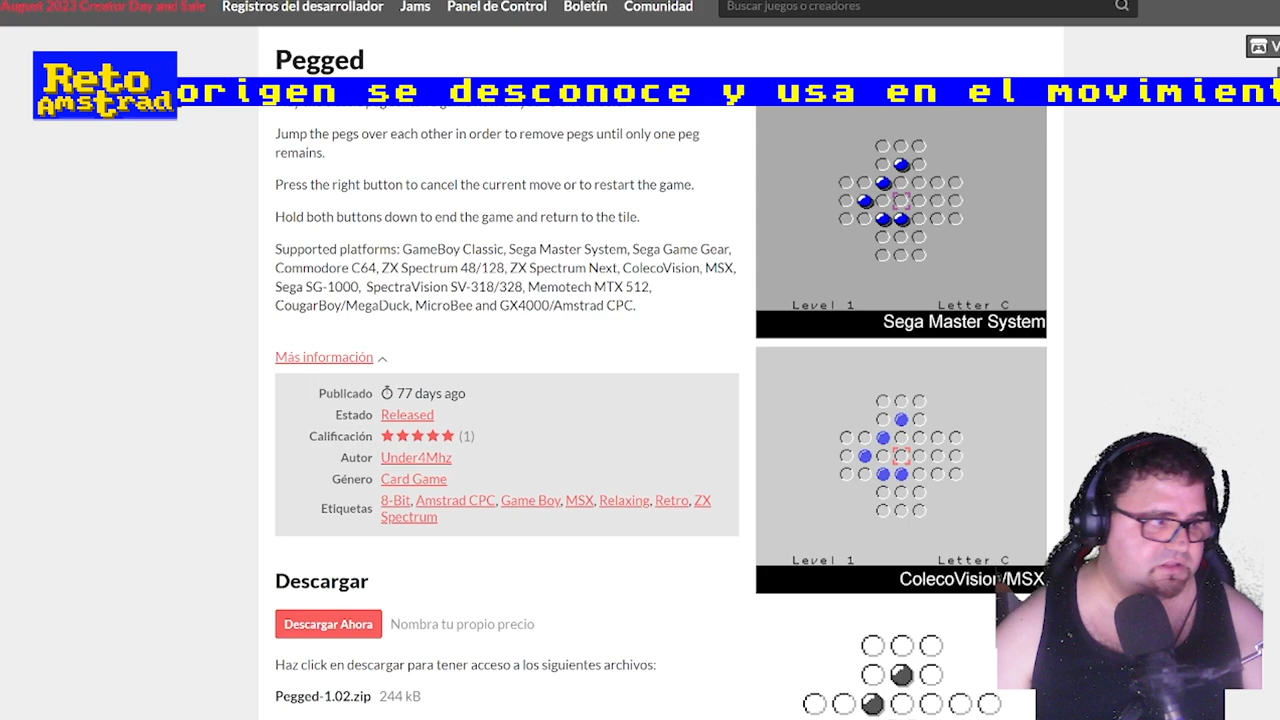 August 2023 Creator Day and Sale
Registros del desarrollador Jams Panel de Control Boletín Comunidad Buscar juegos o creadores
Pegged
Reto
Amstrad
origen se desconoce y usa en el movimient
Jump the pegs over each other in order to remove pegs until only one peg
remains.
Press the right button to cancel the current move or to restart the game.
Hold both buttons down to end the game and return to the tile.
Supported platforms: GameBoy Classic, Sega Master System, Sega Game Gear,
Commodore C64, ZX Spectrum 48/128, ZX Spectrum Next, ColecoVision, MSX,
Sega SG-1000, SpectraVision SV-318/328, Memotech MTX 512,
CougarBoy/MegaDuck, MicroBee and GX4000/Amstrad CPC.
Más información
Publicado 77 days ago
Estado Released
Calificación (1)
Autor Under4Mhz
Género Card Game
Etiquetas 8-Bit, Amstrad CPC, Game Boy, MSX, Relaxing, Retro, ZX
Spectrum
Descargar
Descargar Ahora Nombra tu propio precio
Haz click en descargar para tener acceso a los siguientes archivos:
Pegged-1.02.zip 244 kB
Level 1 Letter C
Sega Master System
Level 1 Letter C
ColecoVision/MSX